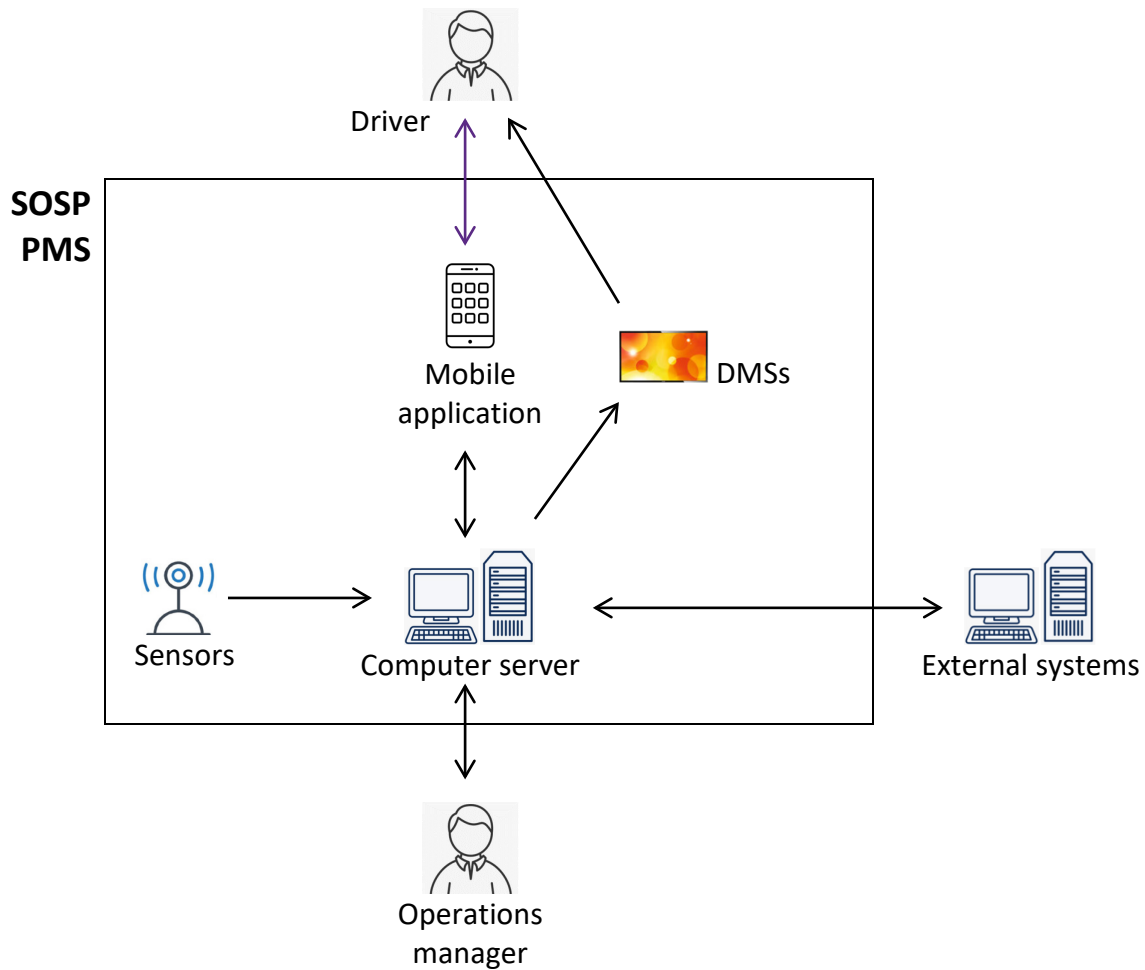 Driver
SOSP
PMS
Mobile
application
DMSs
Sensors
Computer server
External systems
Operations
manager